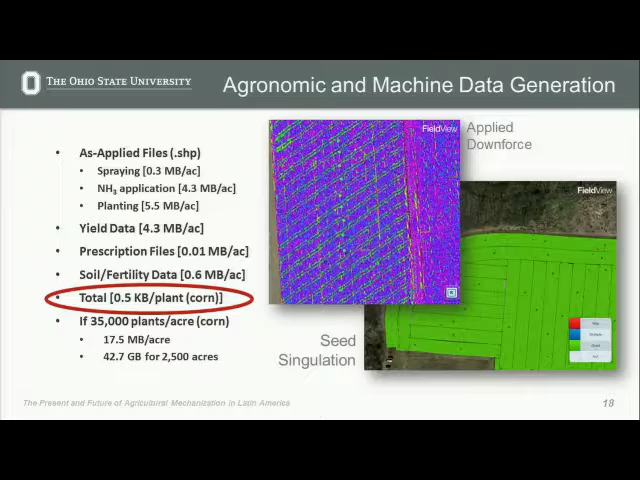 THE OHIO STATE UNIVERSITY
Agronomic and Machine Data Generation
• As-Applied Files (.shp)
• Spraying [0.3 MB/ac]
• NH3 application [4.3 MB/ac]
• Planting [5.5 MB/ac]
• Yield Data [4.3 MB/ac]
• Prescription Files [0.01 MB/ac]
• Soil/Fertility Data [0.6 MB/ac]
• Total [0.5 KB/plant (corn)]
• If 35,000 plants/acre (corn)
• 17.5 MB/acre
• 42.7 GB for 2,500 acres
FieldView
Applied
Downforce
FieldView
Seed
Singulation
The Present and Future of Agricultural Mechanization in Latin America
18